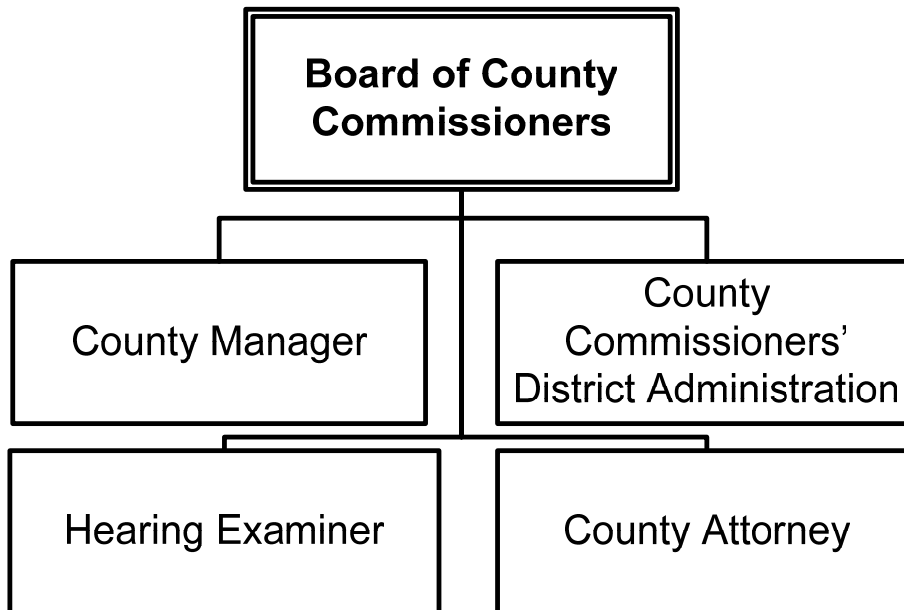 Board of County
Commissioners
County Manager
County
Commissioners’
District Administration
Hearing Examiner
County Attorney